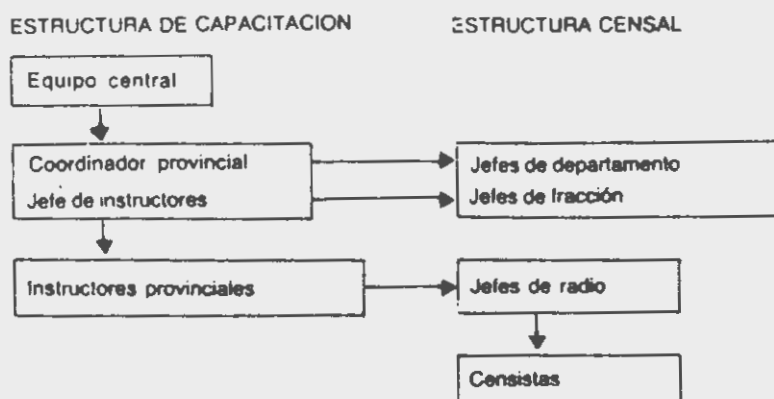 ESTRUCTURA DE CAPACITACION
ESTRUCTURA CENSAL
Equipo central
Coordinador provincial
Jefe de instructores
Jefes de departamento
Jefes de fracción
Instructores provinciales
Jefes de radio
Censistas